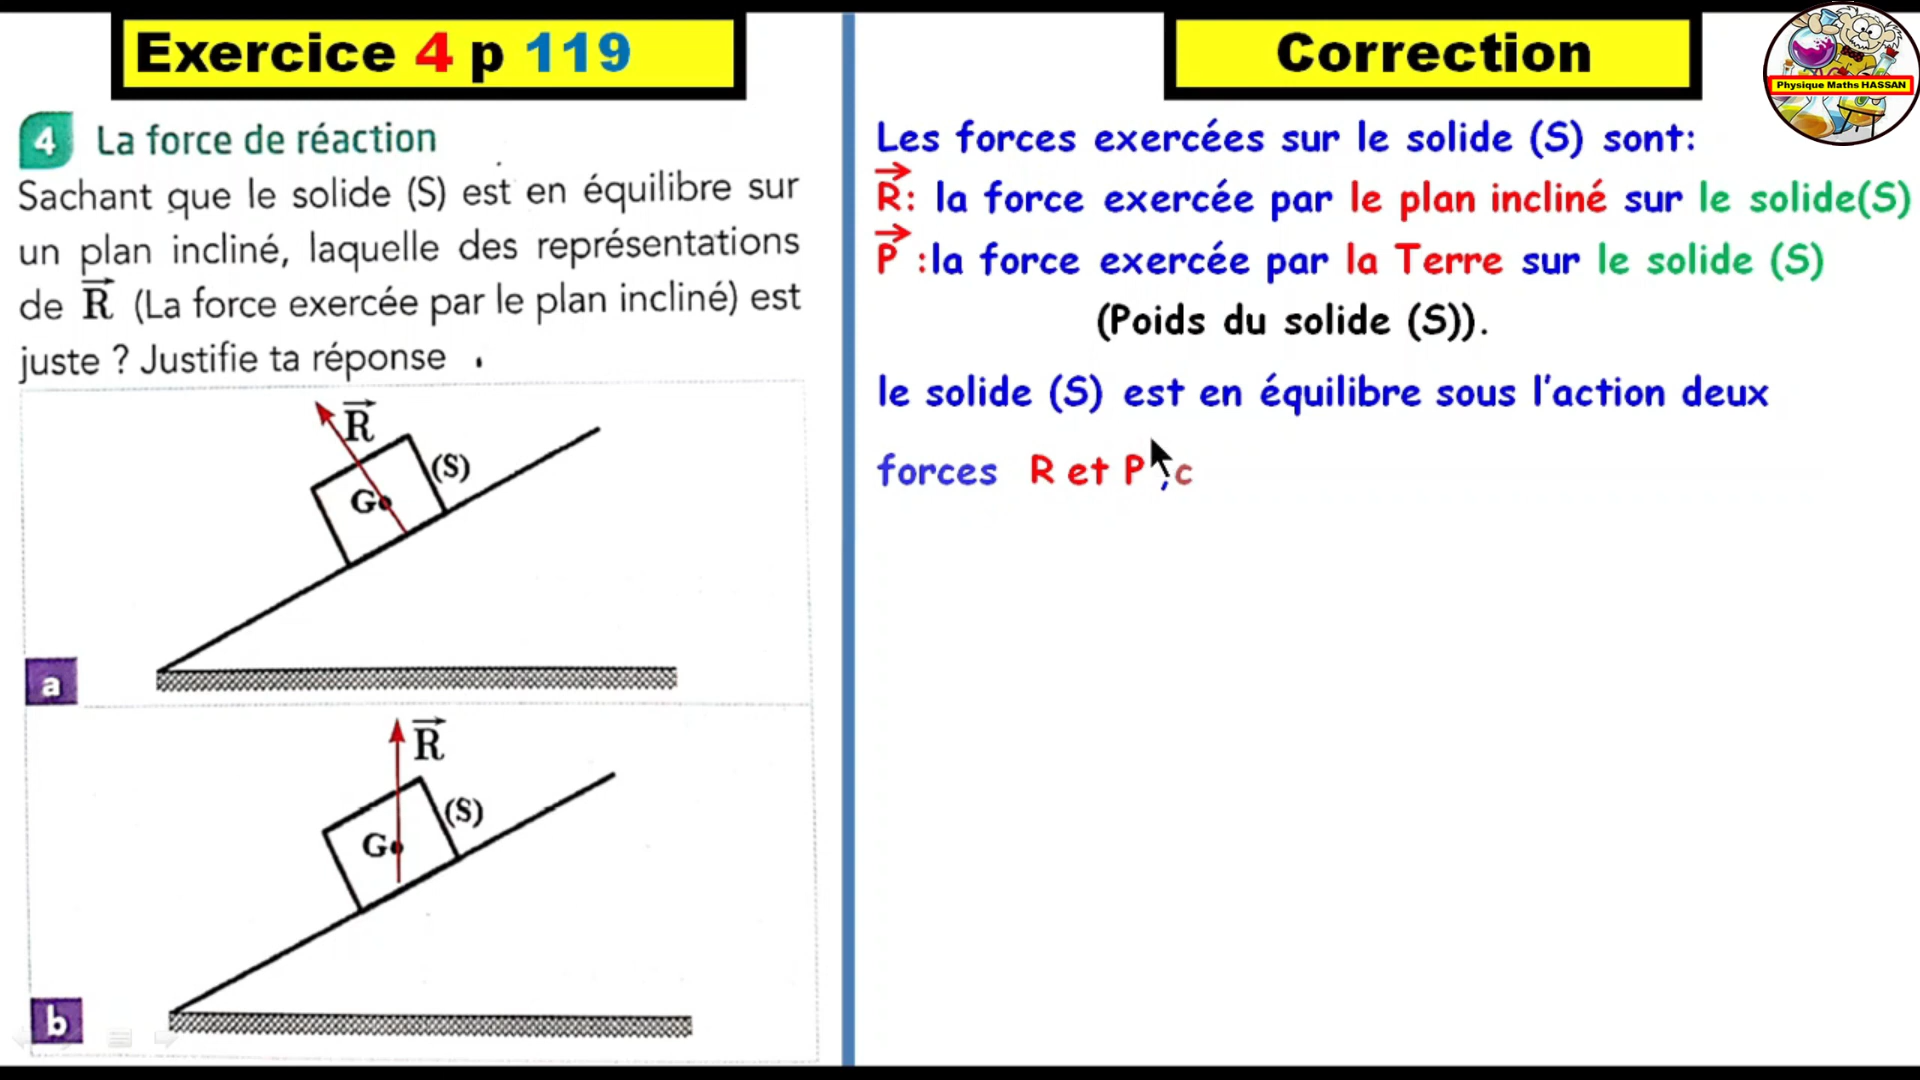 Exercice 4 p 119
4 La force de réaction
Sachant que le solide (S) est en équilibre sur
un plan incliné, laquelle des représentations
de R (La force exercée par le plan incliné) est
juste ? Justifie ta réponse .
R
(S)
G
a
R
(S)
G
b
Correction
Physique Maths HASSAN
Les forces exercées sur le solide (S) sont:
R: la force exercée par le plan incliné sur le solide(S)
P :la force exercée par la Terre sur le solide (S)
(Poids du solide (S)).
le solide (S) est en équilibre sous l'action deux
forces R et P ,c